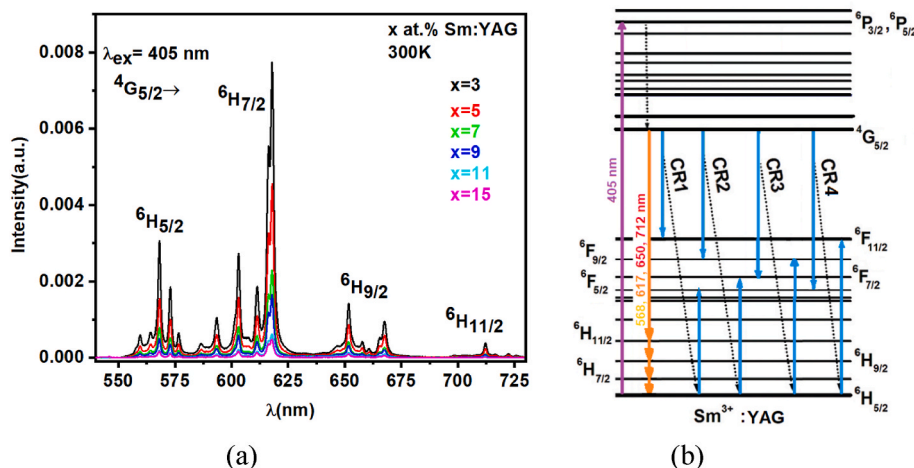 0.008
0.006
0.004
0.002
0.000
Intensity(a.u.)
λex= 405 nm
⁴G5/2→
x at.% Sm:YAG
300K
x=3
x=5
x=7
x=9
x=11
x=15
⁶H5/2
⁶H7/2
⁶H9/2
⁶H11/2
550 575 600 625 650 675 700 725
λ(nm)
(a)
⁶P3/2, ⁶P5/2
⁴G5/2
405 nm
568, 617, 650, 712 nm
CR1
CR2
CR3
CR4
⁶F11/2
⁶F9/2
⁶F7/2
⁶F5/2
⁶H11/2
⁶H9/2
⁶H7/2
⁶H5/2
Sm³⁺ :YAG
(b)